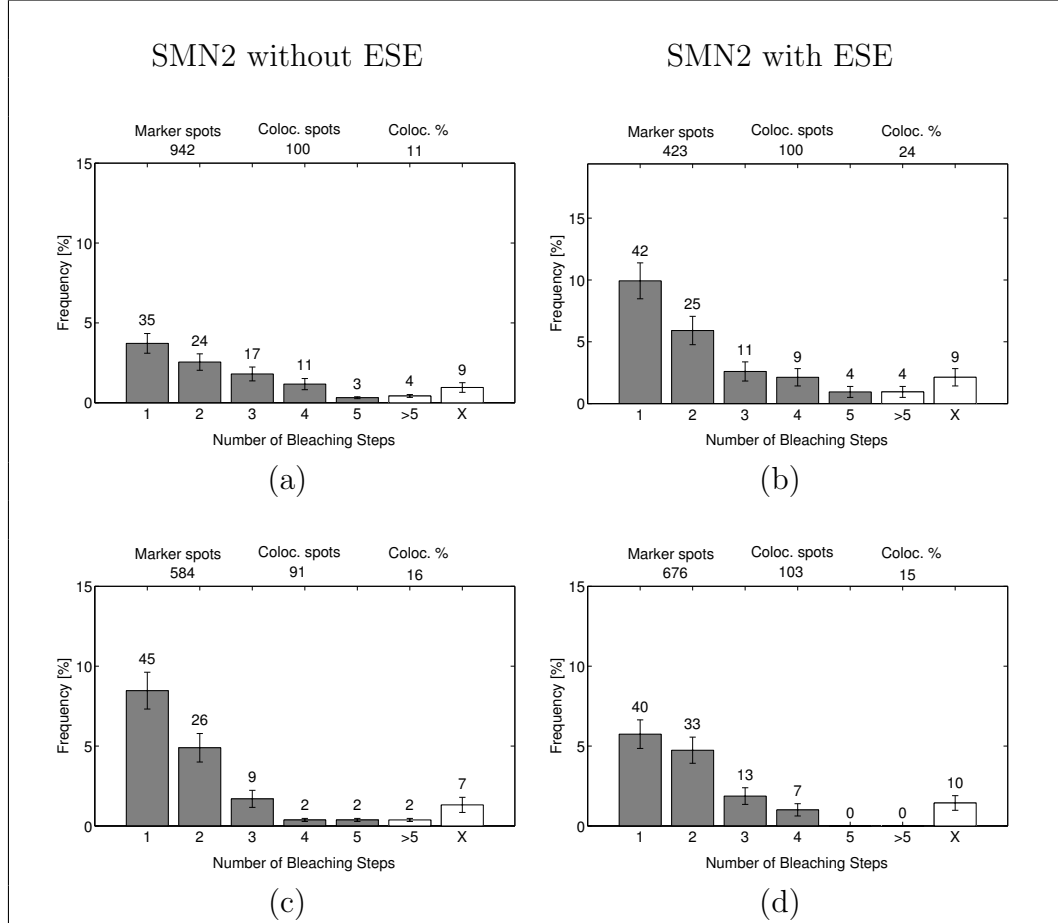 SMN2 without ESE
SMN2 with ESE
Marker spots Coloc. spots Coloc. %
942 100 11
15
10
5
0
Frequency [%]
35 24 17 11 3 4 9
1 2 3 4 5 >5 X
Number of Bleaching Steps
(a)
Marker spots Coloc. spots Coloc. %
423 100 24
15
10
5
0
Frequency [%]
42 25 11 9 4 4 9
1 2 3 4 5 >5 X
Number of Bleaching Steps
(b)
Marker spots Coloc. spots Coloc. %
584 91 16
15
10
5
0
Frequency [%]
45 26 9 2 2 2 7
1 2 3 4 5 >5 X
Number of Bleaching Steps
(c)
Marker spots Coloc. spots Coloc. %
676 103 15
15
10
5
0
Frequency [%]
40 33 13 7 0 0 10
1 2 3 4 5 >5 X
Number of Bleaching Steps
(d)